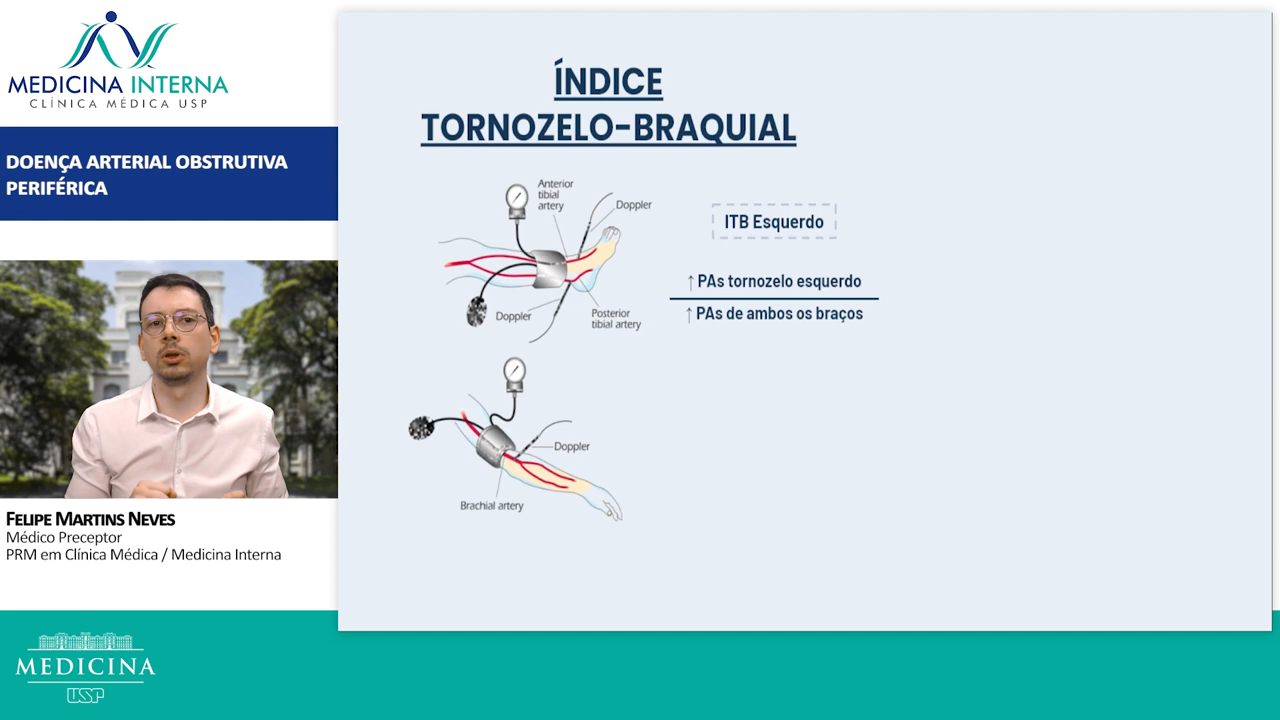 MEDICINA INTERNA
CLÍNICA MÉDICA USP
DOENÇA ARTERIAL OBSTRUTIVA
PERIFÉRICA
FELIPE MARTINS NEVES
Médico Preceptor
PRM em Clínica Médica / Medicina Interna
MEDICINA
USP
ÍNDICE
TORNOZELO-BRAQUIAL
Anterior
tibial
artery
Doppler
Doppler
Posterior
tibial artery
ITB Esquerdo
↑ PAs tornozelo esquerdo
↑ PAs de ambos os braços
Doppler
Brachial artery